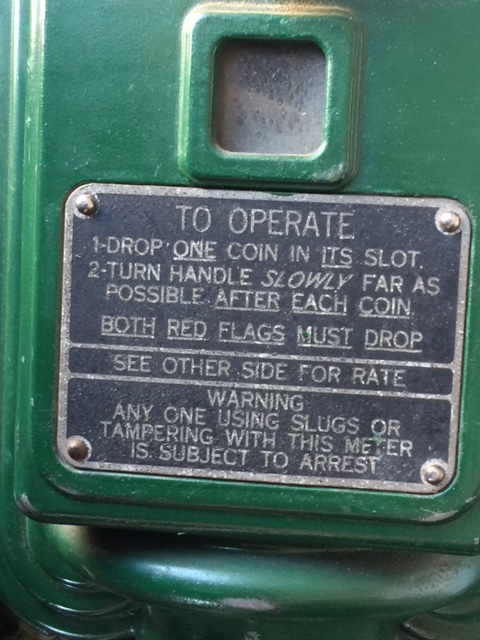 TO OPERATE
1-DROP ONE COIN IN ITS SLOT.
2-TURN HANDLE SLOWLY FAR AS
POSSIBLE AFTER EACH COIN
BOTH RED FLAGS MUST DROP
SEE OTHER SIDE FOR RATE
WARNING
ANY ONE USING SLUGS OR
TAMPERING WITH THIS METER
IS SUBJECT TO ARREST